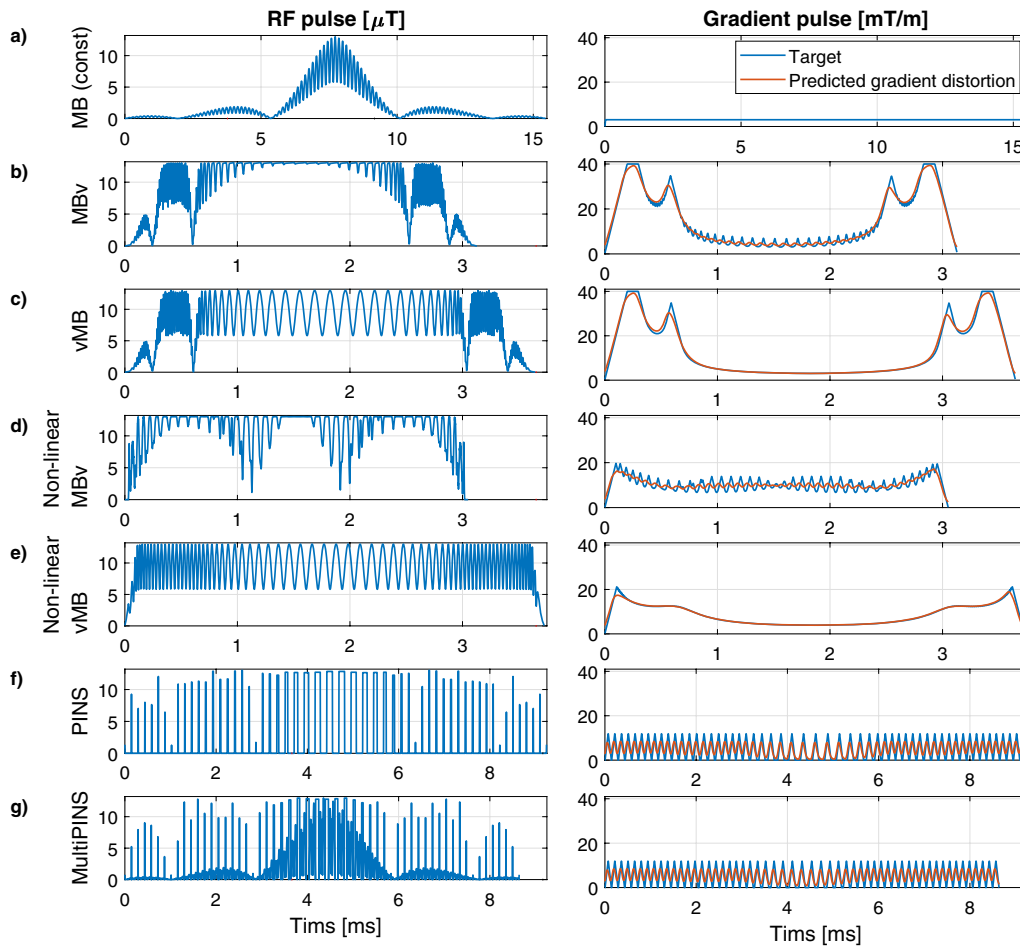 RF pulse [µT]
Gradient pulse [mT/m]
a)
MB (const)
10
5
0
0 5 10 15
40
20
0
0 5 10 15
Target
Predicted gradient distortion
b)
MBv
10
5
0
0 1 2 3
40
20
0
0 1 2 3
c)
vMB
10
5
0
0 1 2 3
40
20
0
0 1 2 3
d)
Non-linear
MBv
10
5
0
0 1 2 3
40
20
0
0 1 2 3
e)
Non-linear
vMB
10
5
0
0 1 2 3
40
20
0
0 1 2 3
f)
PINS
10
5
0
0 2 4 6 8
40
20
0
0 2 4 6 8
g)
MultiPINS
10
5
0
0 2 4 6 8
Tims [ms]
40
20
0
0 2 4 6 8
Tims [ms]